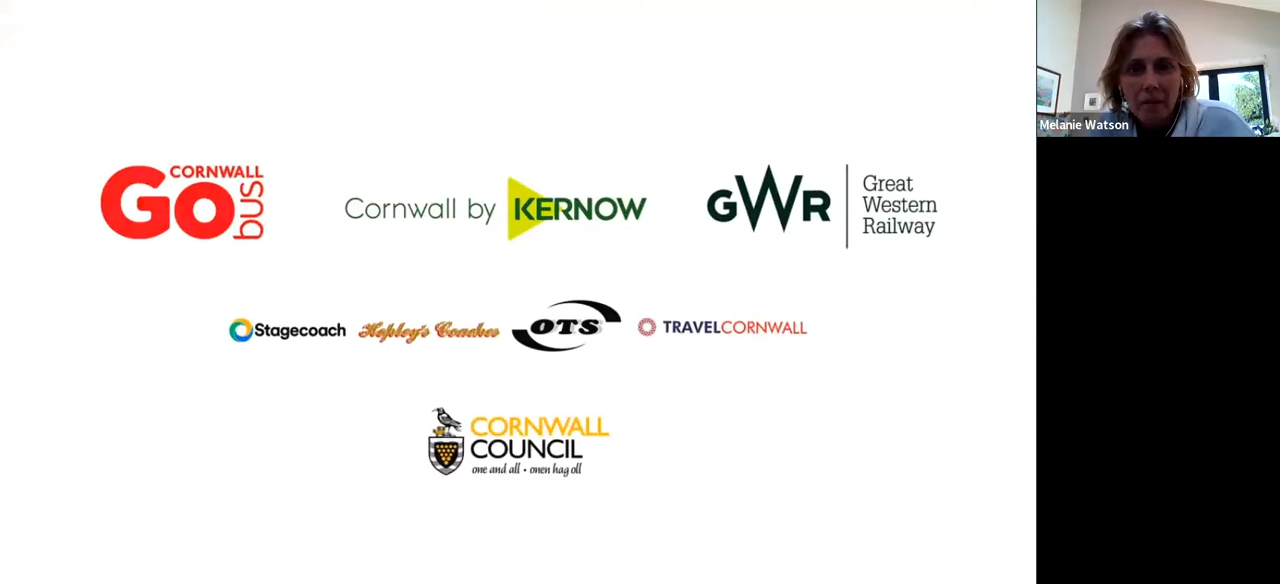 CORNWALL
GO
bus
Cornwall by KERNOW
GWR
Great
Western
Railway
Stagecoach
Hopley's Coaches
OTS
TRAVELCORNWALL
CORNWALL
COUNCIL
one and all • onen hag oll
Melanie Watson